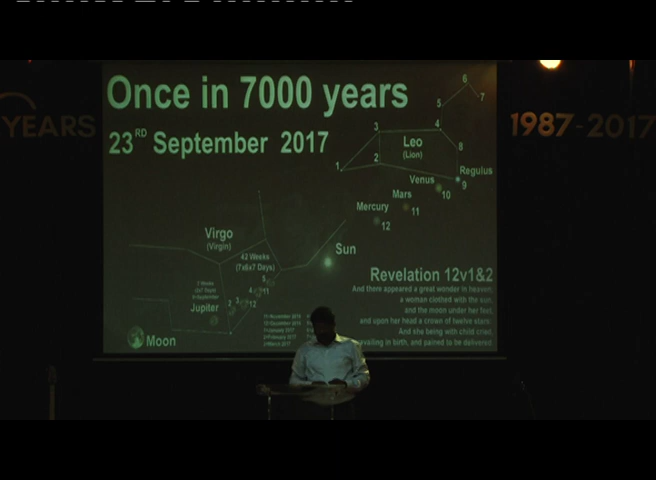 Once in 7000 years
23RD September 2017
YEARS
1987-2017
6
5
7
4
3
8
Leo
(Lion)
2
1
Regulus
9
Venus
10
Mars
11
Mercury
12
Virgo
(Virgin)
Sun
42 Weeks
(7x6x7 Days)
Revelation 12v1&2
And there appeared a great wonder in heaven;
a woman clothed with the sun,
and the moon under her feet,
and upon her head a crown of twelve stars:
And she being with child cried,
availing in birth, and pained to be delivered
Jupiter
Moon